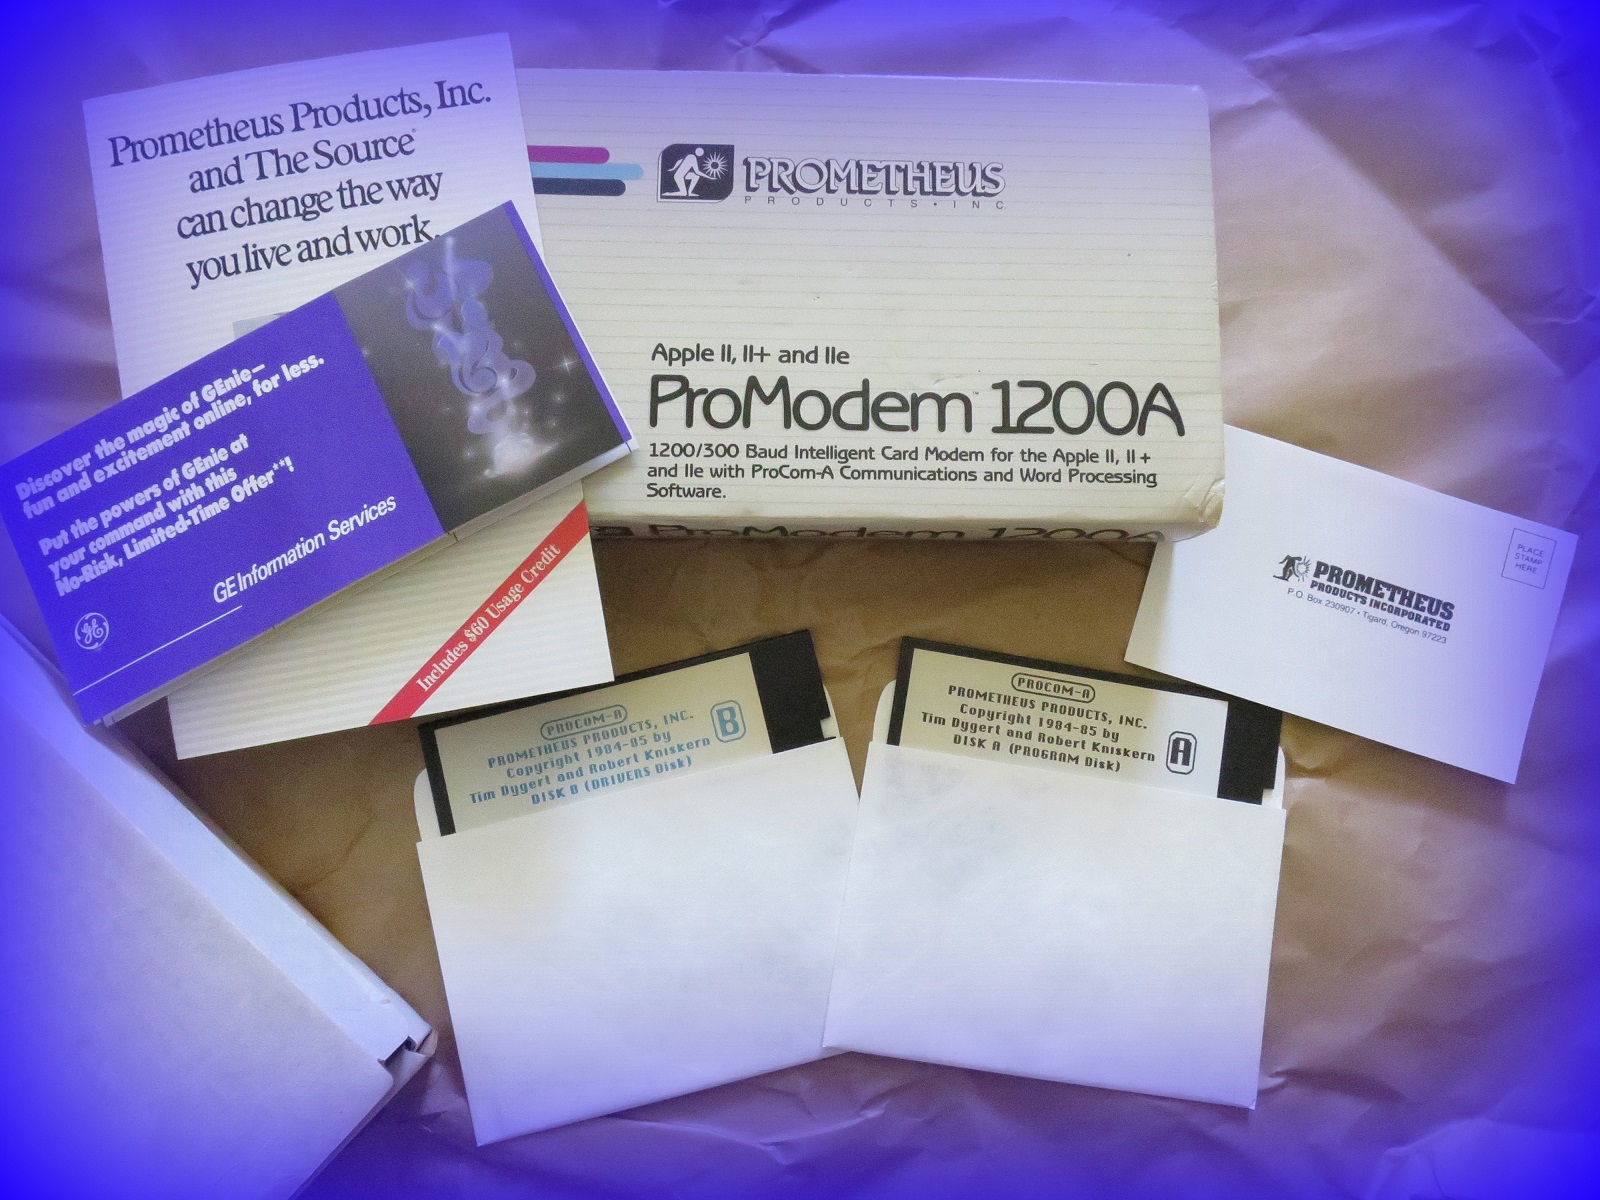 Prometheus Products, Inc.
and The Source
can change the way
you live and work.
Discover the magic of GEnie—
fun and excitement online, for less.
Put the powers of GEnie at
your command with this
No-Risk, Limited-Time Offer**!
GE Information Services
GE
Includes $60 Usage Credit
PROMETHEUS
PRODUCTS • INC
Apple II, II+ and IIe
ProModem™ 1200A
1200/300 Baud Intelligent Card Modem for the Apple II, II+
and IIe with ProCom-A Communications and Word Processing
Software.
ProModem 1200A
PLACE
STAMP
HERE
PROMETHEUS
PRODUCTS INCORPORATED
P.O. Box 230907 • Tigard, Oregon 97223
PROCOM-A
PROMETHEUS PRODUCTS, INC.
Copyright 1984-85 by
Tim Dygert and Robert Kniskern
DISK B (DRIVERS Disk)
B
PROCOM-A
PROMETHEUS PRODUCTS, INC.
Copyright 1984-85 by
Tim Dygert and Robert Kniskern
DISK A (PROGRAM Disk)
A